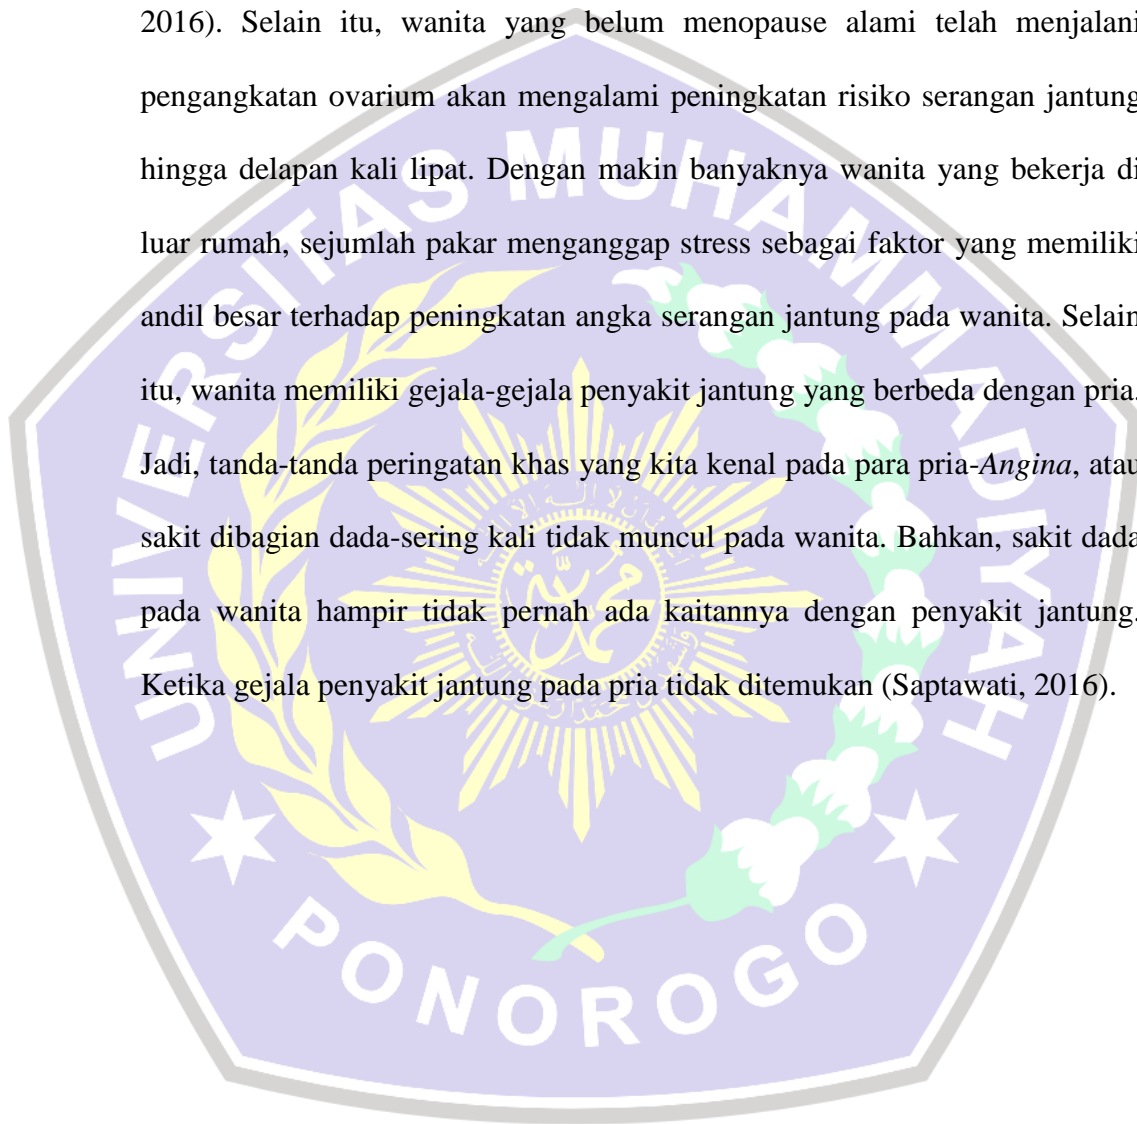 2016). Selain itu, wanita yang belum menopause alami telah menjalani
pengangkatan ovarium akan mengalami peningkatan risiko serangan jantung
hingga delapan kali lipat. Dengan makin banyaknya wanita yang bekerja di
luar rumah, sejumlah pakar menganggap stress sebagai faktor yang memiliki
andil besar terhadap peningkatan angka serangan jantung pada wanita. Selain
itu, wanita memiliki gejala-gejala penyakit jantung yang berbeda dengan pria.
Jadi, tanda-tanda peringatan khas yang kita kenal pada para pria-Angina, atau
sakit dibagian dada-sering kali tidak muncul pada wanita. Bahkan, sakit dada
pada wanita hampir tidak pernah ada kaitannya dengan penyakit jantung.
Ketika gejala penyakit jantung pada pria tidak ditemukan (Saptawati, 2016).
UNIVERSITAS MUHAMMADIYAH
PONOROGO
محمدية